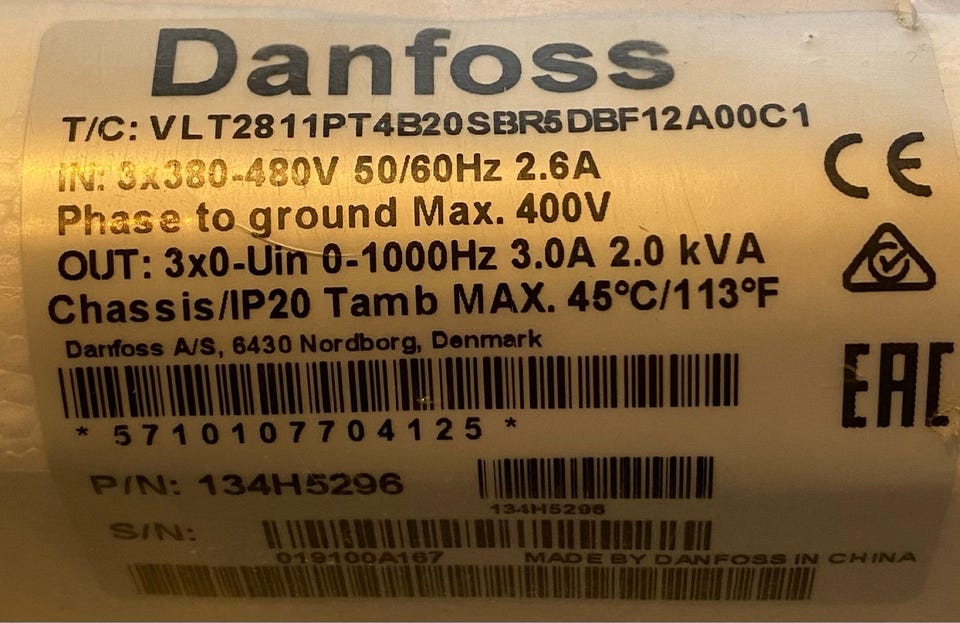 Danfoss
T/C: VLT2811PT4B20SBR5DBF12A00C1
IN: 3x380-480V 50/60Hz 2.6A
Phase to ground Max. 400V
OUT: 3x0-Uin 0-1000Hz 3.0A 2.0 kVA
Chassis/IP20 Tamb MAX. 45°C/113°F
CE
Danfoss A/S, 6430 Nordborg, Denmark
EAC
* 5710107704125 *
P/N: 134H5296
134H5296
S/N:
019100A167 MADE BY DANFOSS IN CHINA